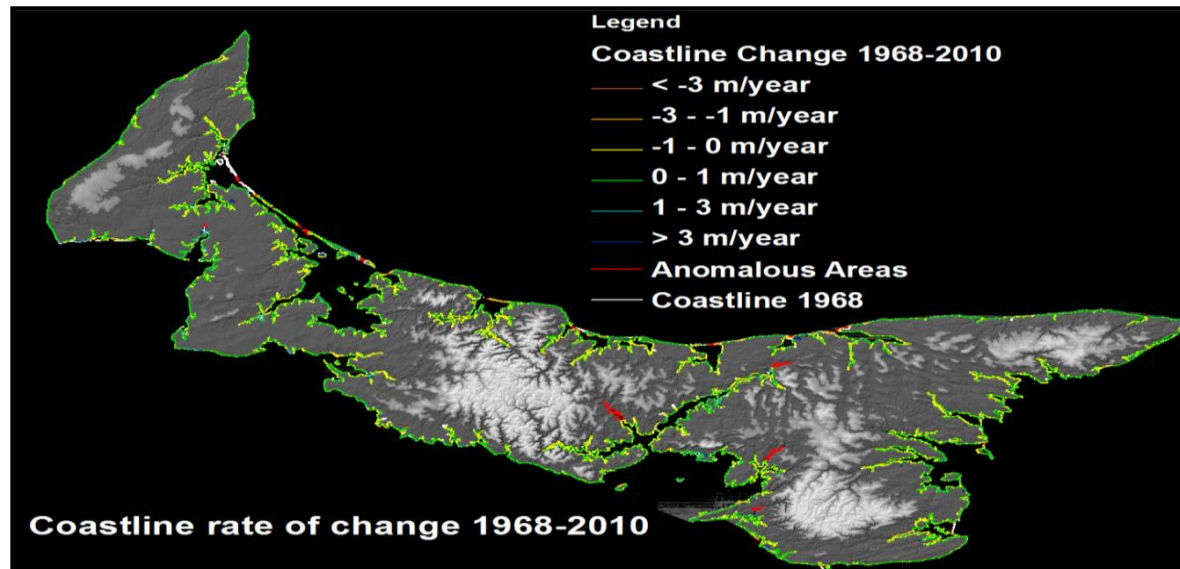 Legend
Coastline Change 1968-2010
< -3 m/year
-3 - -1 m/year
-1 - 0 m/year
0 - 1 m/year
1 - 3 m/year
> 3 m/year
Anomalous Areas
Coastline 1968
Coastline rate of change 1968-2010